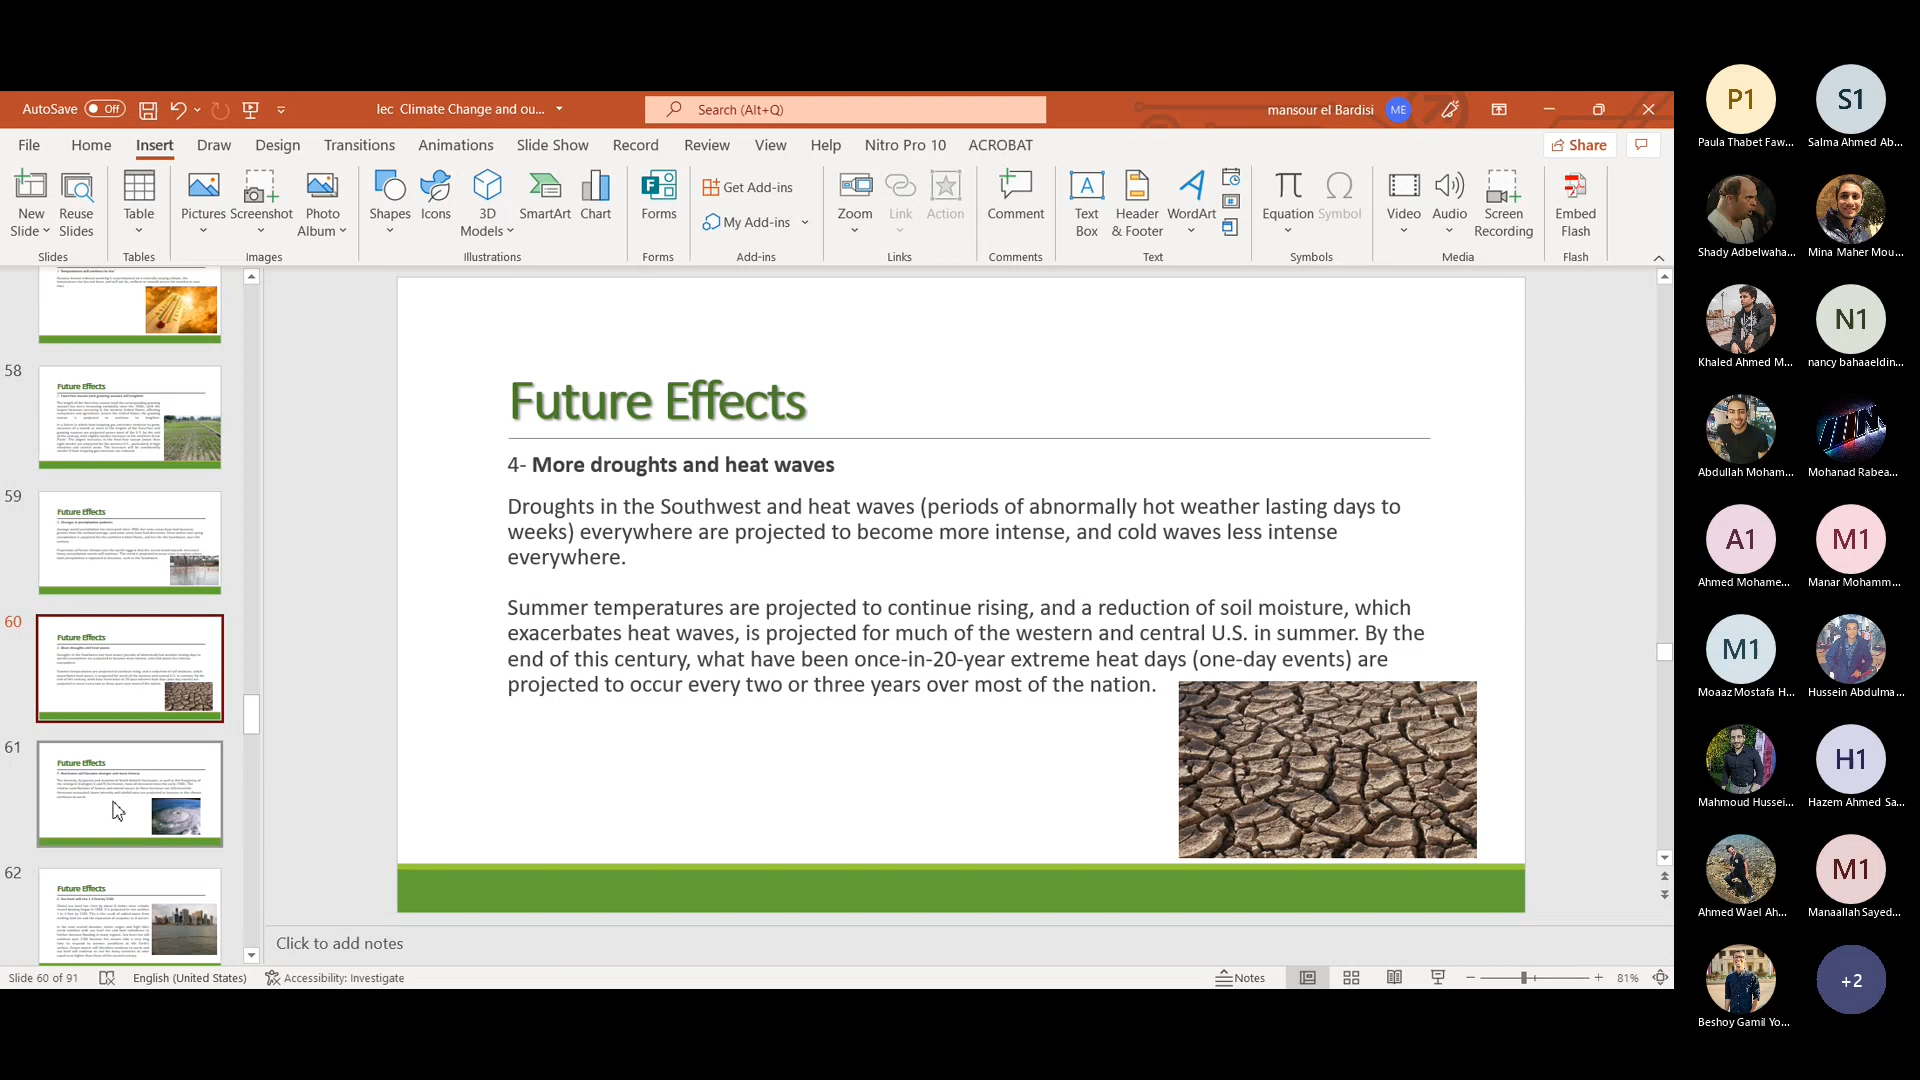 AutoSave Off
lec Climate Change and ou...
Search (Alt+Q)
mansour el Bardisi
ME
File Home Insert Draw Design Transitions Animations Slide Show Record Review View Help Nitro Pro 10 ACROBAT
Share
New Slide
Reuse Slides
Table
Pictures
Screenshot
Photo Album
Shapes
Icons
3D Models
SmartArt
Chart
Forms
Get Add-ins
My Add-ins
Zoom
Link
Action
Comment
Text Box
Header & Footer
WordArt
Equation
Symbol
Video
Audio
Screen Recording
Embed Flash
Slides Tables Images Illustrations Forms Add-ins Links Comments Text Symbols Media Flash
58
Future Effects
59
Future Effects
60
Future Effects
61
Future Effects
62
Future Effects
Future Effects
4- More droughts and heat waves
Droughts in the Southwest and heat waves (periods of abnormally hot weather lasting days to
weeks) everywhere are projected to become more intense, and cold waves less intense
everywhere.
Summer temperatures are projected to continue rising, and a reduction of soil moisture, which
exacerbates heat waves, is projected for much of the western and central U.S. in summer. By the
end of this century, what have been once-in-20-year extreme heat days (one-day events) are
projected to occur every two or three years over most of the nation.
Click to add notes
Slide 60 of 91
English (United States)
Accessibility: Investigate
Notes
81%
P1
Paula Thabet Faw...
S1
Salma Ahmed Ab...
Shady Adbelwaha...
Mina Maher Mou...
Khaled Ahmed M...
N1
nancy bahaaeldin...
Abdullah Moham...
Mohanad Rabea...
A1
Ahmed Mohame...
M1
Manar Mohamm...
M1
Moaaz Mostafa H...
Hussein Abdulma...
Mahmoud Hussei...
H1
Hazem Ahmed Sa...
Ahmed Wael Ah...
M1
Manaallah Sayed...
Beshoy Gamil Yo...
+2